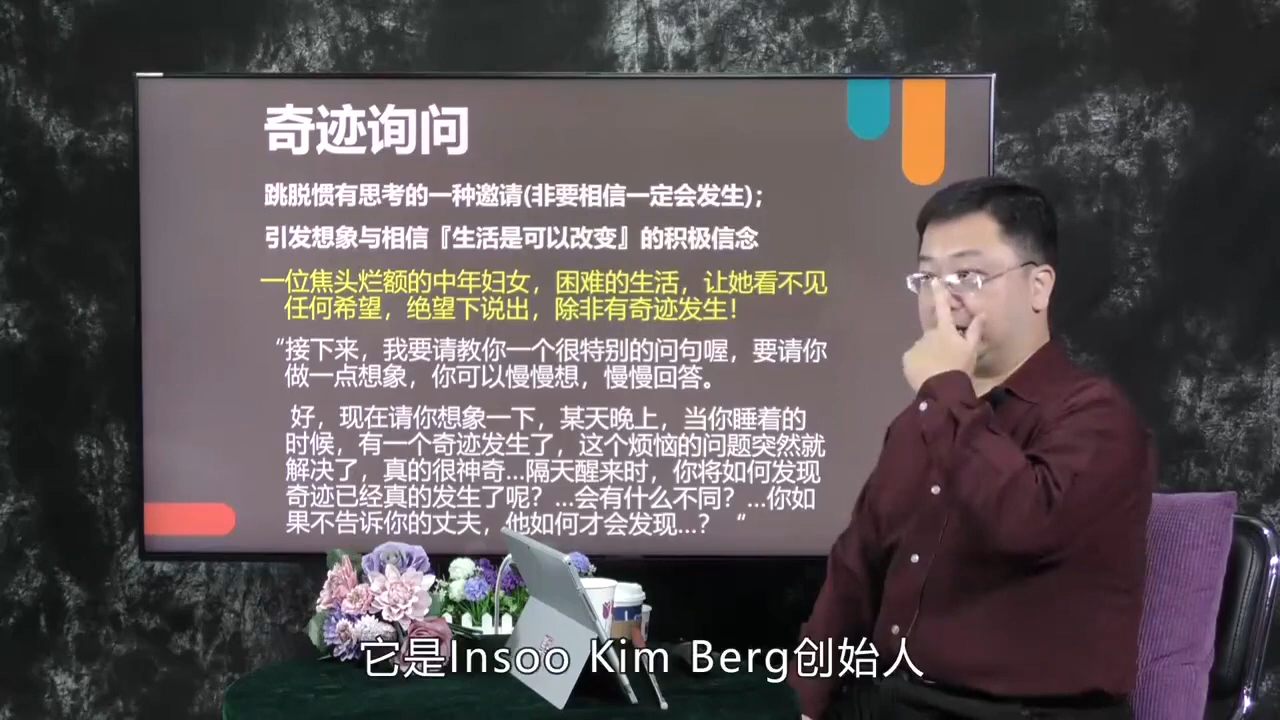 奇迹询问
跳脱惯有思考的一种邀请(非要相信一定会发生)；
引发想象与相信『生活是可以改变』的积极信念
一位焦头烂额的中年妇女，困难的生活，让她看不见
任何希望，绝望下说出，除非有奇迹发生！
“接下来，我要请教你一个很特别的问句喔，要请你
做一点想象，你可以慢慢想，慢慢回答。
好，现在请你想象一下，某天晚上，当你睡着的
时候，有一个奇迹发生了，这个烦恼的问题突然就
解决了，真的很神奇...隔天醒来时，你将如何发现
奇迹已经真的发生了呢？...会有什么不同？...你如
果不告诉你的丈夫，他如何才会发现...？“
它是Insoo Kim Berg创始人